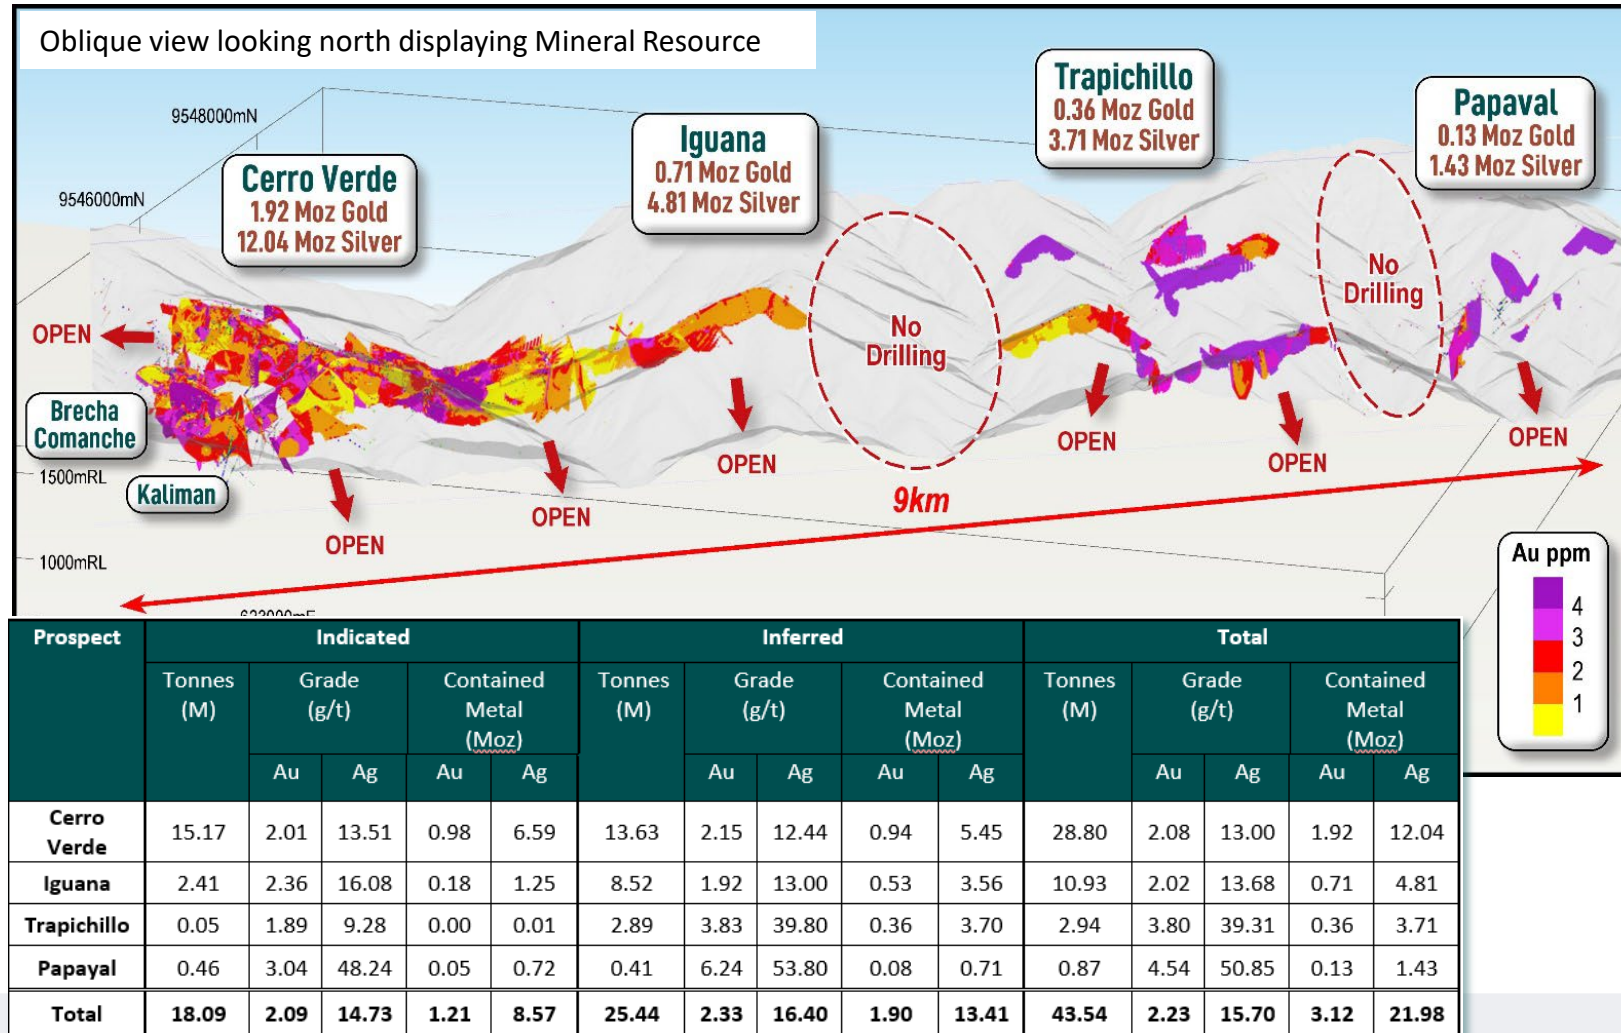 Oblique view looking north displaying Mineral Resource
9548000mN
9546000mN
Cerro Verde
1.92 Moz Gold
12.04 Moz Silver
Iguana
0.71 Moz Gold
4.81 Moz Silver
Trapichillo
0.36 Moz Gold
3.71 Moz Silver
Papaval
0.13 Moz Gold
1.43 Moz Silver
No
Drilling
No
Drilling
OPEN
Brecha
Comanche
Kaliman
1500mRL
1000mRL
OPEN
OPEN
OPEN
OPEN
OPEN
OPEN
9km
Au ppm
4
3
2
1
Prospect Indicated Inferred Total
Tonnes (M) Grade (g/t) Contained Metal (Moz) Tonnes (M) Grade (g/t) Contained Metal (Moz) Tonnes (M) Grade (g/t) Contained Metal (Moz)
Au Ag Au Ag Au Ag Au Ag Au Ag Au Ag
Cerro Verde 15.17 2.01 13.51 0.98 6.59 13.63 2.15 12.44 0.94 5.45 28.80 2.08 13.00 1.92 12.04
Iguana 2.41 2.36 16.08 0.18 1.25 8.52 1.92 13.00 0.53 3.56 10.93 2.02 13.68 0.71 4.81
Trapichillo 0.05 1.89 9.28 0.00 0.01 2.89 3.83 39.80 0.36 3.70 2.94 3.80 39.31 0.36 3.71
Papayal 0.46 3.04 48.24 0.05 0.72 0.41 6.24 53.80 0.08 0.71 0.87 4.54 50.85 0.13 1.43
Total 18.09 2.09 14.73 1.21 8.57 25.44 2.33 16.40 1.90 13.41 43.54 2.23 15.70 3.12 21.98